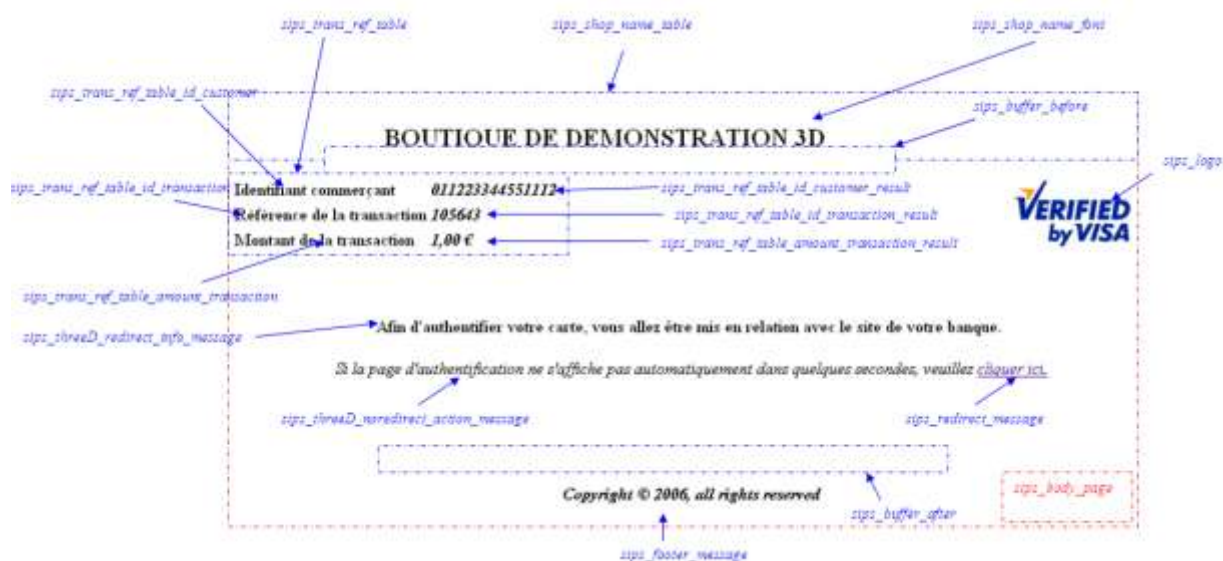 sips_trans_ref_table sips_shop_name_table sips_shop_name_font
sips_trans_ref_table_id_customer
sips_buffer_before
BOUTIQUE DE DEMONSTRATION 3D
sips_logo
sips_trans_ref_table_id_transaction Identifiant commerçant 011223344551112 sips_trans_ref_table_id_customer_result
Référence de la transaction 105643 sips_trans_ref_table_id_transaction_result
VERIFIED
by VISA
Montant de la transaction 1,00 € sips_trans_ref_table_amount_transaction_result
sips_trans_ref_table_amount_transaction
Afin d'authentifier votre carte, vous allez être mis en relation avec le site de votre banque.
sips_threeD_redirect_info_message
Si la page d'authentification ne s'affiche pas automatiquement dans quelques secondes, veuillez cliquer ici.
sips_threeD_noredirect_action_message sips_redirect_message
Copyright © 2006, all rights reserved
sips_body_page
sips_buffer_after
sips_footer_message